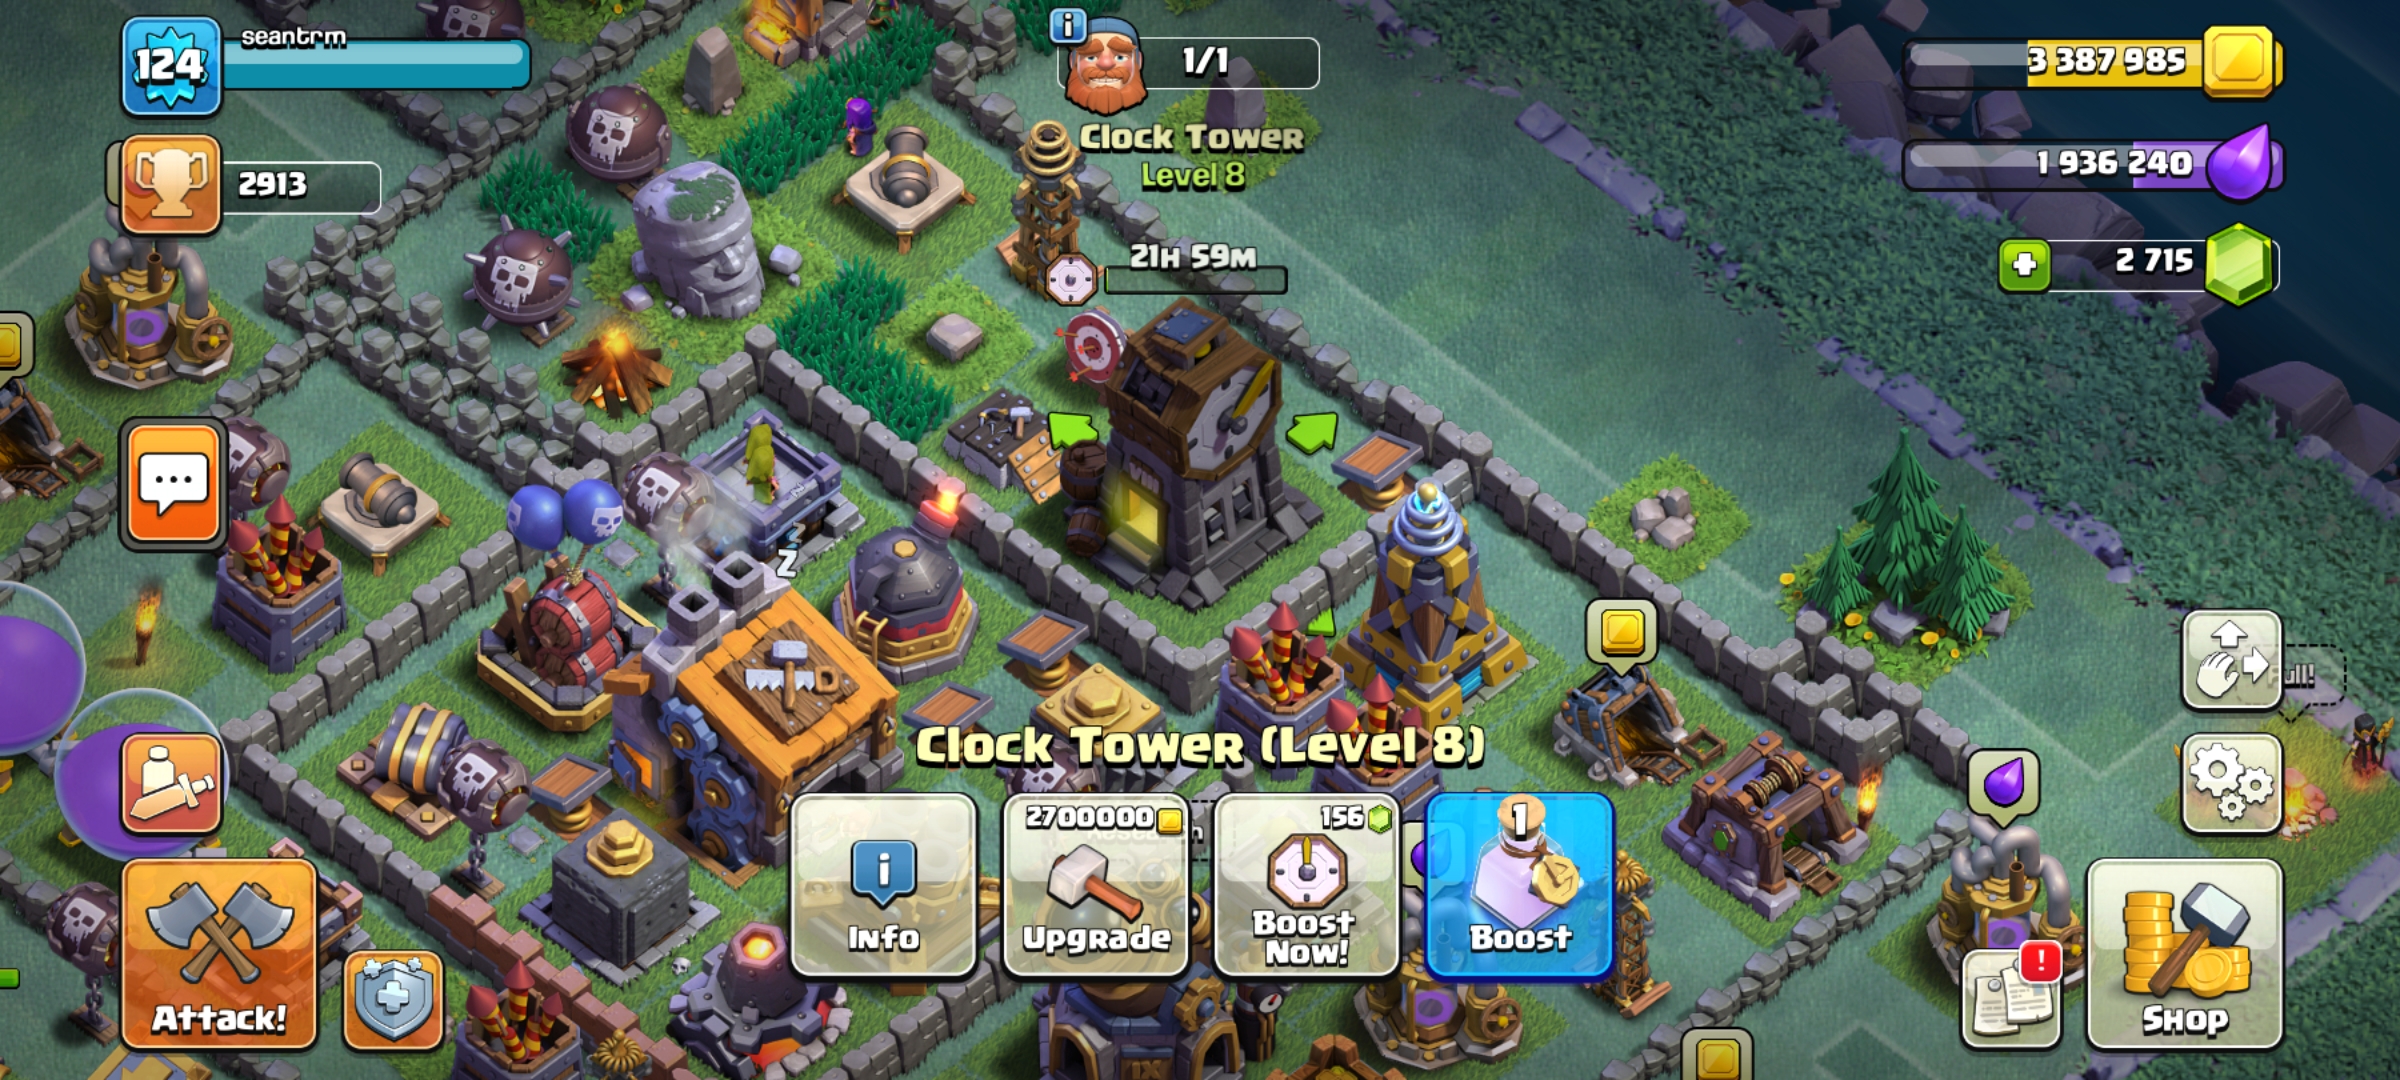 124
seantrm
1/1
3 387 985
Clock Tower
Level 8
1 936 240
2913
21H 59M
2 715
Z
Z
ull!
Clock Tower (Level 8)
2700000
156
1
Info
Upgrade
Boost
Now!
Boost
!
Attack!
Shop